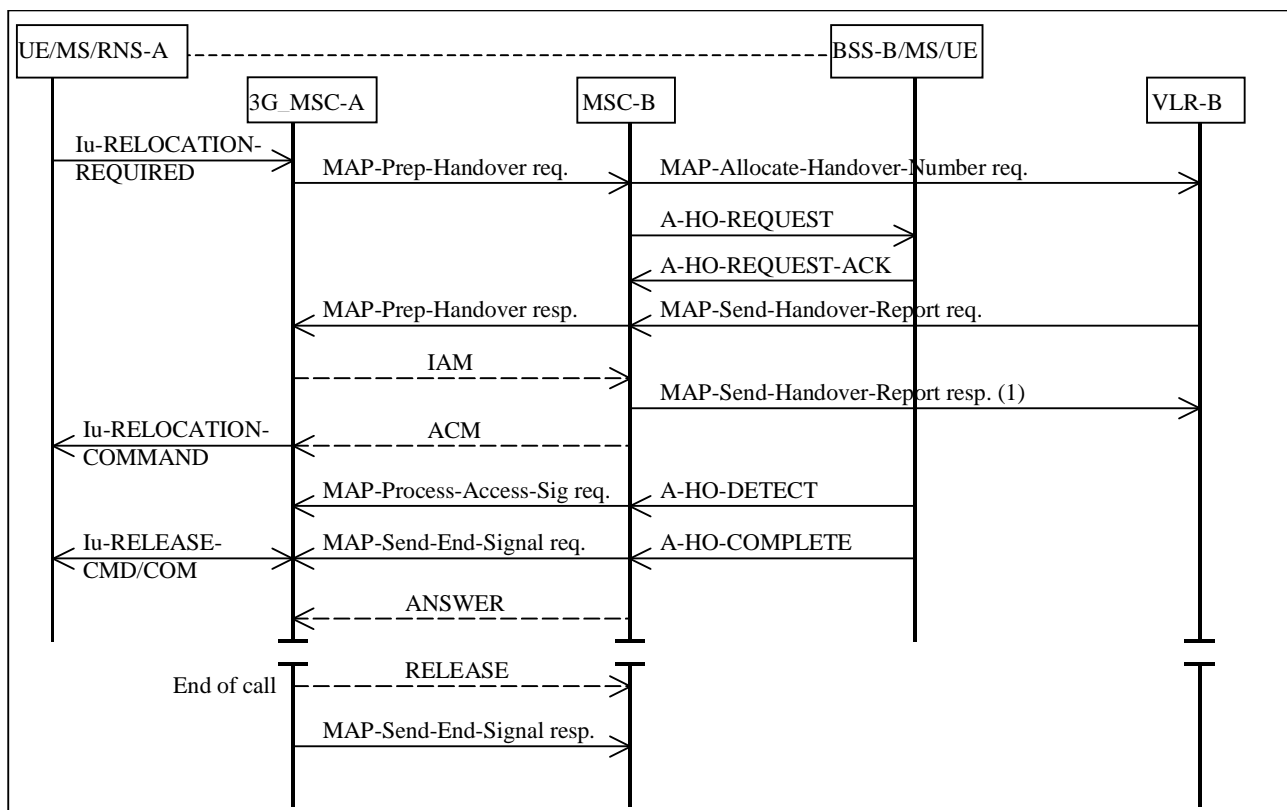 UE/MS/RNS-A
BSS-B/MS/UE
3G_MSC-A
MSC-B
VLR-B
Iu-RELOCATION-
REQUIRED
MAP-Prep-Handover req.
MAP-Allocate-Handover-Number req.
A-HO-REQUEST
A-HO-REQUEST-ACK
MAP-Prep-Handover resp.
MAP-Send-Handover-Report req.
IAM
MAP-Send-Handover-Report resp. (1)
Iu-RELOCATION-
COMMAND
ACM
MAP-Process-Access-Sig req.
A-HO-DETECT
Iu-RELEASE-
CMD/COM
MAP-Send-End-Signal req.
A-HO-COMPLETE
ANSWER
RELEASE
End of call
MAP-Send-End-Signal resp.